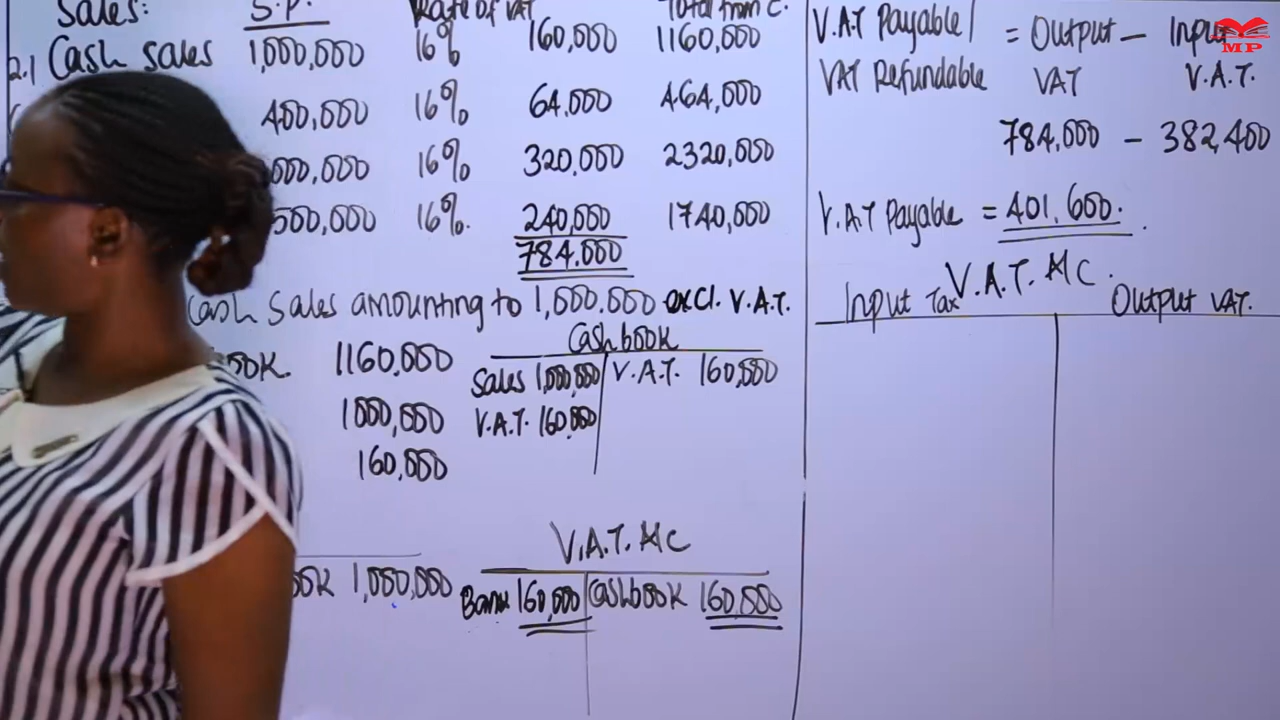 Sales: S.P. Rate of VAT Total from C.
2.1 Cash sales 1,000,000 16% 160,000 1160,000
400,000 16% 64,000 464,000
000,000 16% 320,000 2320,000
500,000 16%. 240,000 1740,000
784,000
Cash Sales amounting to 1,000.000 excl. V.A.T.
Cash book
ook. 1160,000
Sales 1,000,000 V.A.T. 160,000
1000,000
V.A.T. 160,000
160,000
V.A.T. A/C
ook 1,000,000
Bank 160,000 Cashbook 160,000
V.A.T Payable/ = Output - Input
VAT Refundable VAT V.A.T.
784,000 - 382,400
V.A.T Payable = 401,600.
V.A.T. A/C.
Input Tax Output VAT.
MP